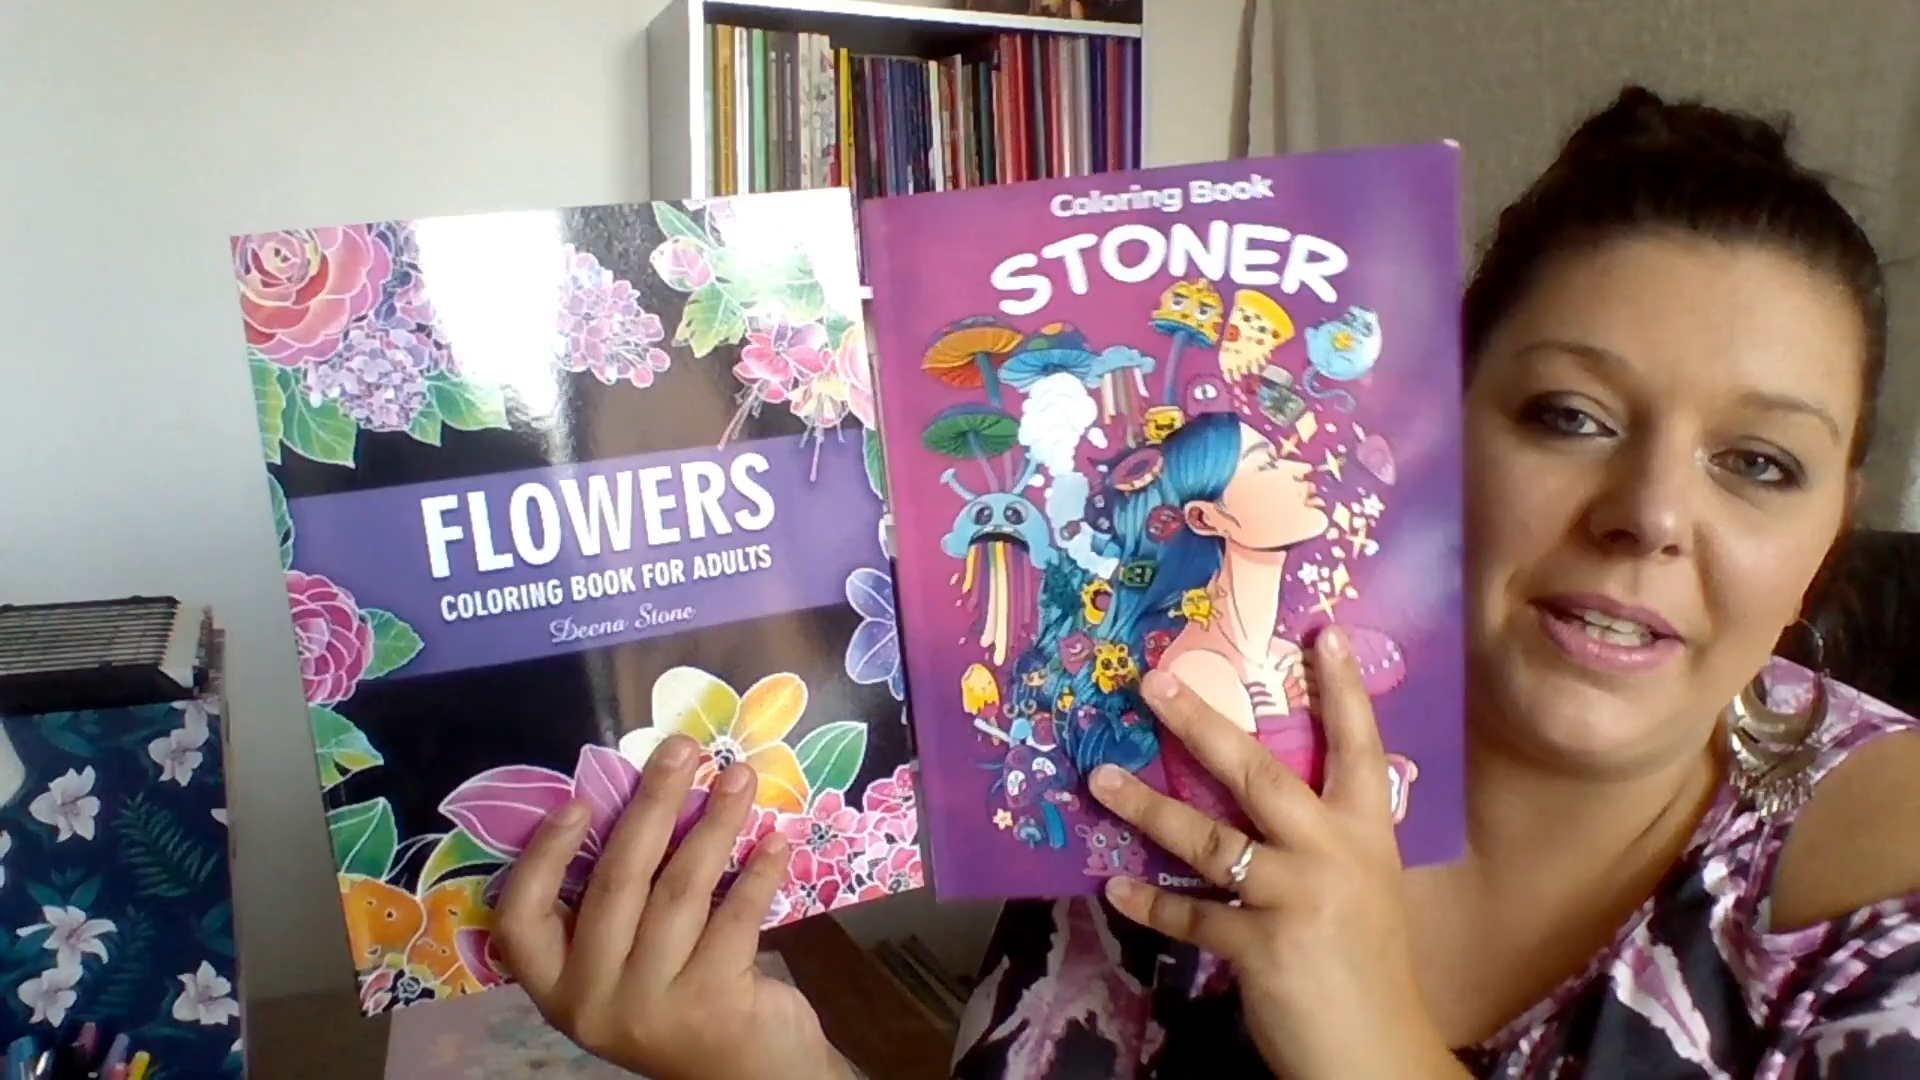 FLOWERS
COLORING BOOK FOR ADULTS
Deena Stone
Coloring Book
STONER